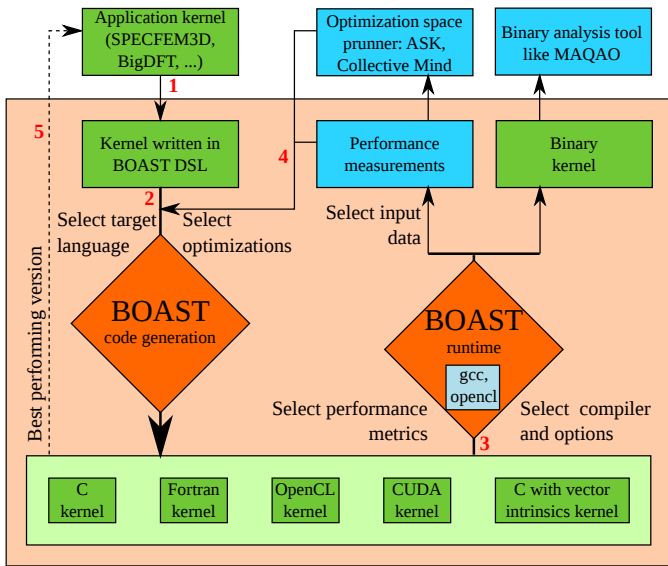 Application kernel
(SPECFEM3D,
BigDFT, ...)
Optimization space
prunner: ASK,
Collective Mind
Binary analysis tool
like MAQAO
1
5
Kernel written in
BOAST DSL
4
Performance
measurements
Binary
kernel
2
Select target
language
Select
optimizations
Select input
data
BOAST
code generation
BOAST
runtime
gcc,
opencl
Best performing version
Select performance
metrics
Select compiler
and options
3
C
kernel
Fortran
kernel
OpenCL
kernel
CUDA
kernel
C with vector
intrinsics kernel